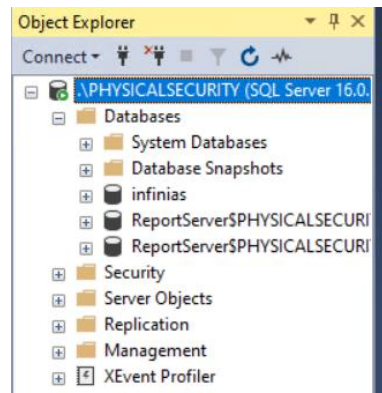 Object Explorer
Connect
.\PHYSICALSECURITY (SQL Server 16.0.
Databases
System Databases
Database Snapshots
infinias
ReportServer$PHYSICALSECURI
ReportServer$PHYSICALSECURI
Security
Server Objects
Replication
Management
XEvent Profiler